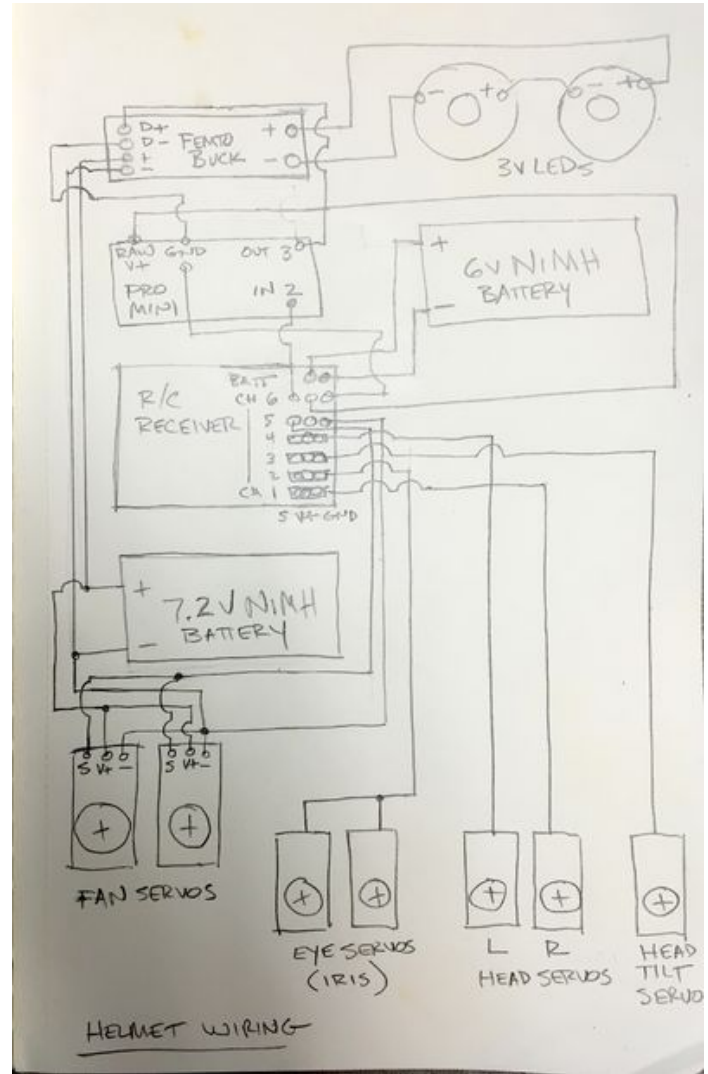 D+
D-
+
-
FEMTO
BUCK
+
-
- + - +
3V LEDS
RAW GND OUT 3
V+
PRO
MINI
IN 2
+
-
6V NIMH
BATTERY
R/C
RECEIVER
BATT
CH 6
5
4
3
2
CH 1
S V+ GND
+
-
7.2V NIMH
BATTERY
S V+ - S V+ -
+ + + + + + +
FAN SERVOS
EYE SERVOS
(IRIS)
L R
HEAD SERVOS
HEAD
TILT
SERVO
HELMET WIRING